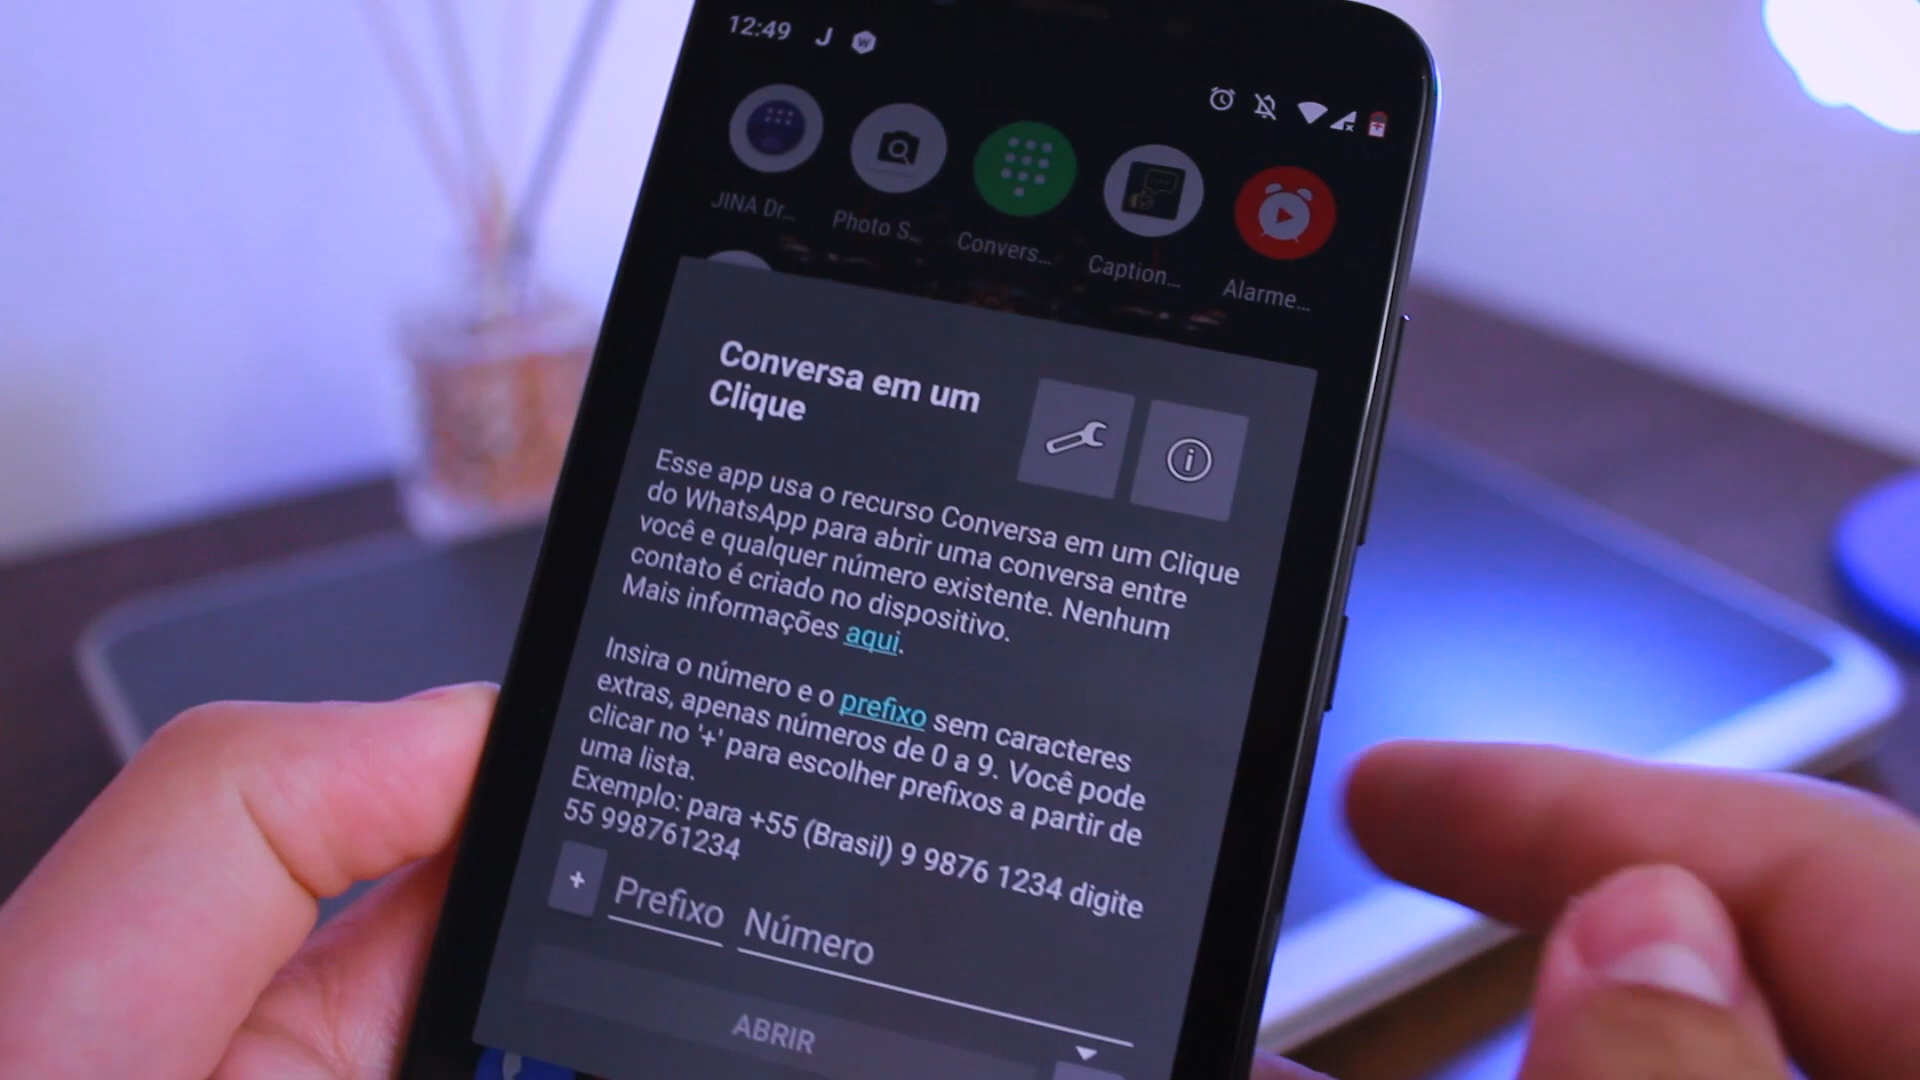 12:49
JINA Dr...
Photo S...
Convers...
Caption...
Alarme...
Conversa em um
Clique
Esse app usa o recurso Conversa em um Clique
do WhatsApp para abrir uma conversa entre
você e qualquer número existente. Nenhum
contato é criado no dispositivo.
Mais informações aqui.
Insira o número e o prefixo sem caracteres
extras, apenas números de 0 a 9. Você pode
clicar no '+' para escolher prefixos a partir de
uma lista.
Exemplo: para +55 (Brasil) 9 9876 1234 digite
55 998761234
+ Prefixo Número
ABRIR